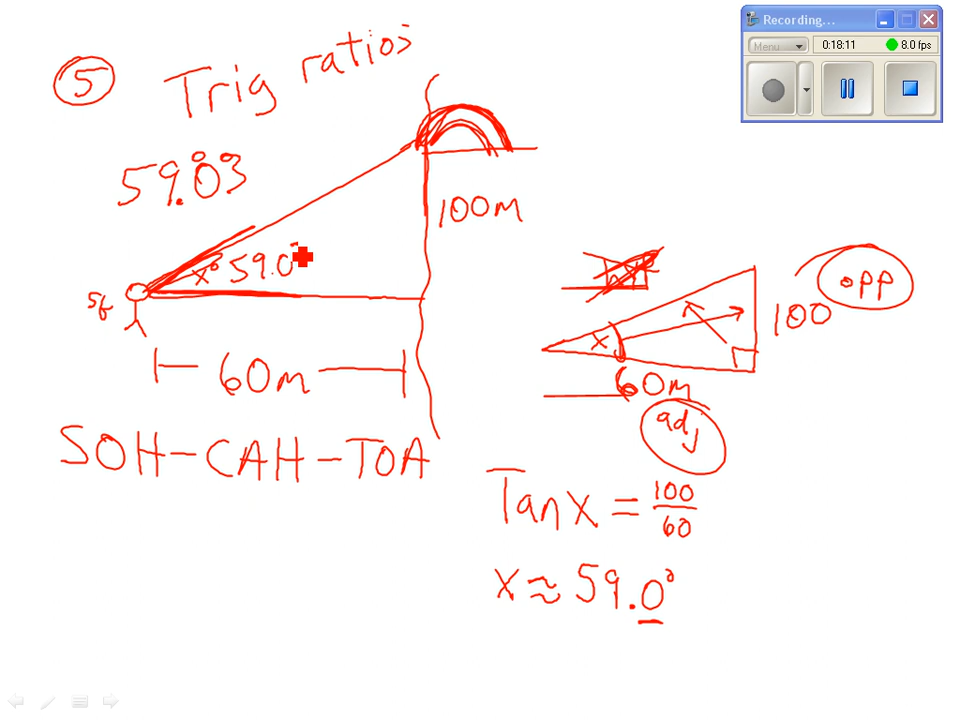 5 Trig ratios
Recording...
Menu
0:18:11
8.0 fps
59.03
100m
x° 59.0°
60m
SOH-CAH-TOA
opp
100
x
60m
adj
Tan x = 100/60
x ≈ 59.0°